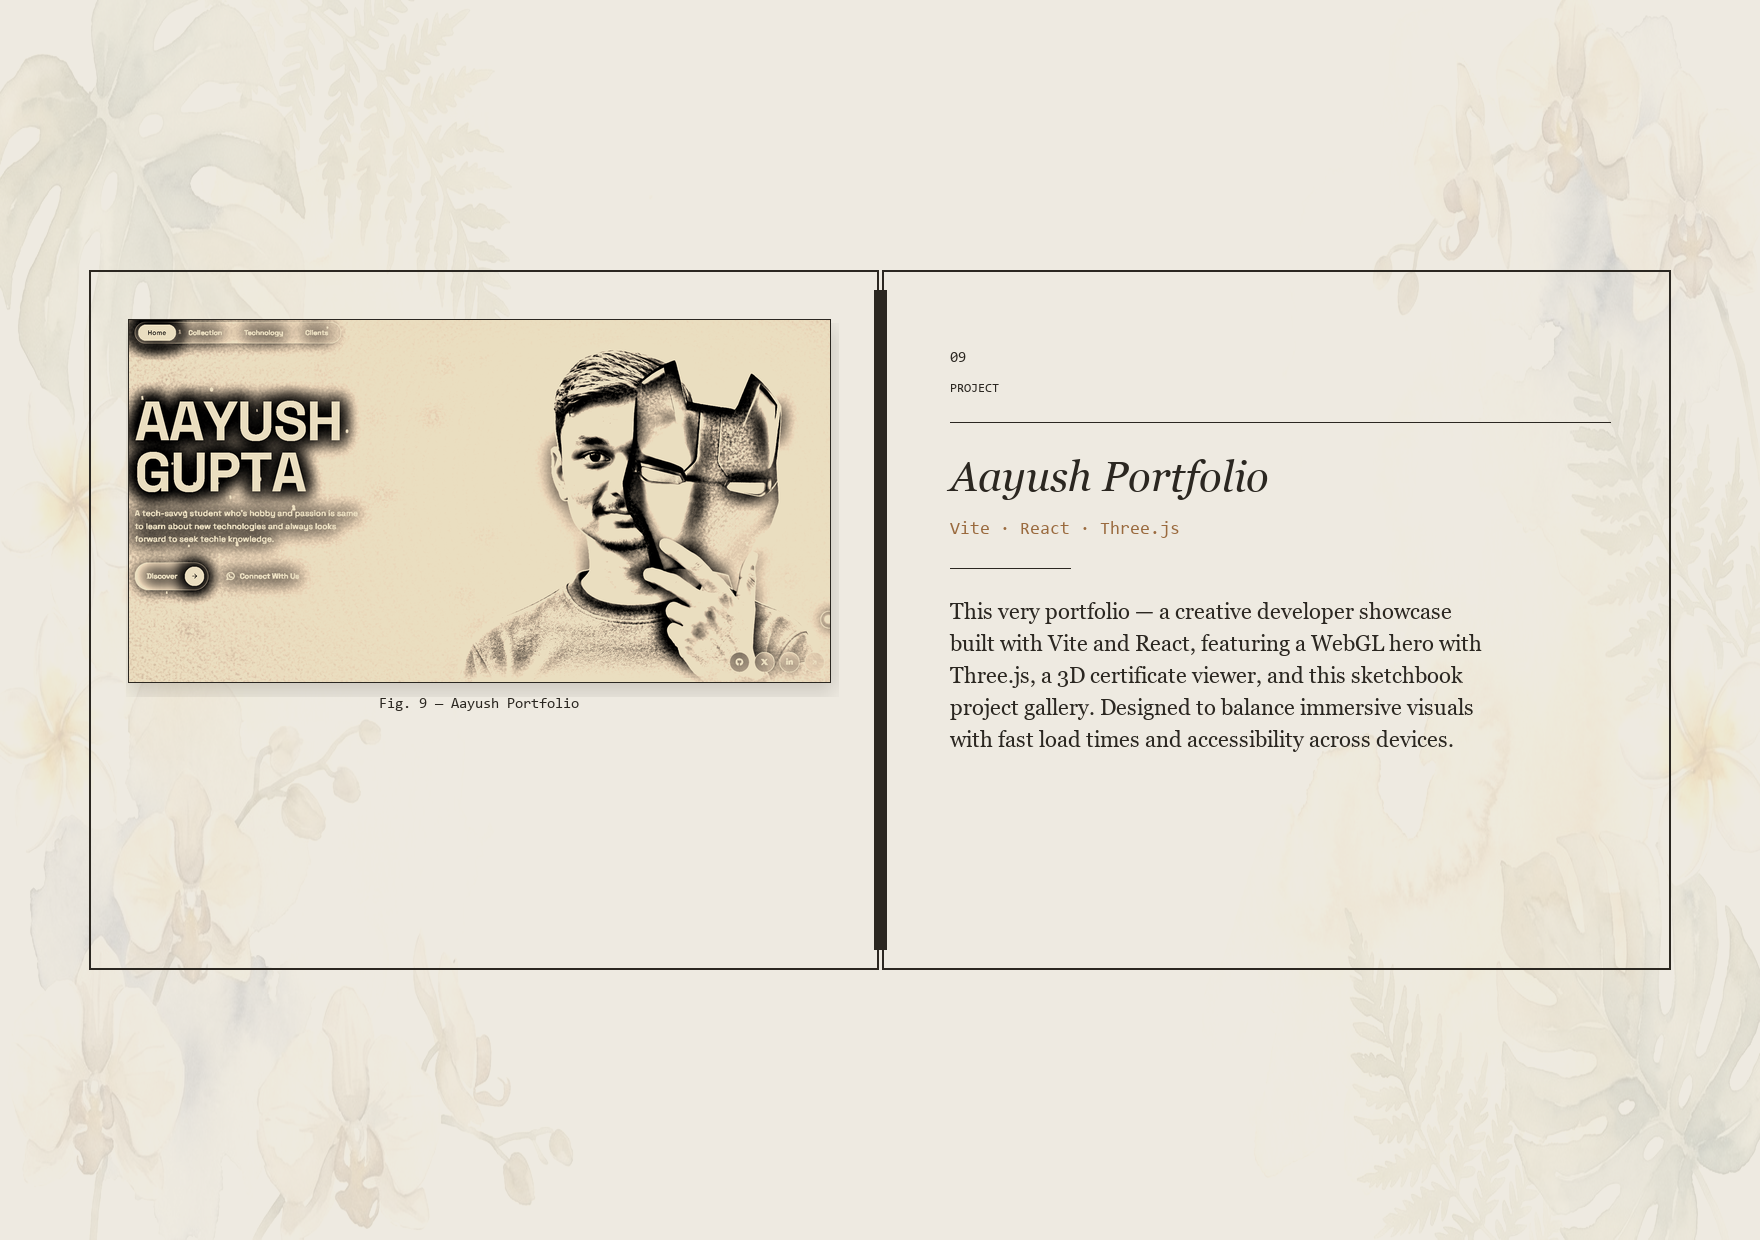 Home
Collection
Technology
Clients
AAYUSH
GUPTA
A tech-savvy student who's hobby and passion is same
to learn about new technologies and always looks
forward to seek techie knowledge.
Discover
Connect With Us
Fig. 9 — Aayush Portfolio
09
PROJECT
Aayush Portfolio
Vite · React · Three.js
This very portfolio — a creative developer showcase
built with Vite and React, featuring a WebGL hero with
Three.js, a 3D certificate viewer, and this sketchbook
project gallery. Designed to balance immersive visuals
with fast load times and accessibility across devices.